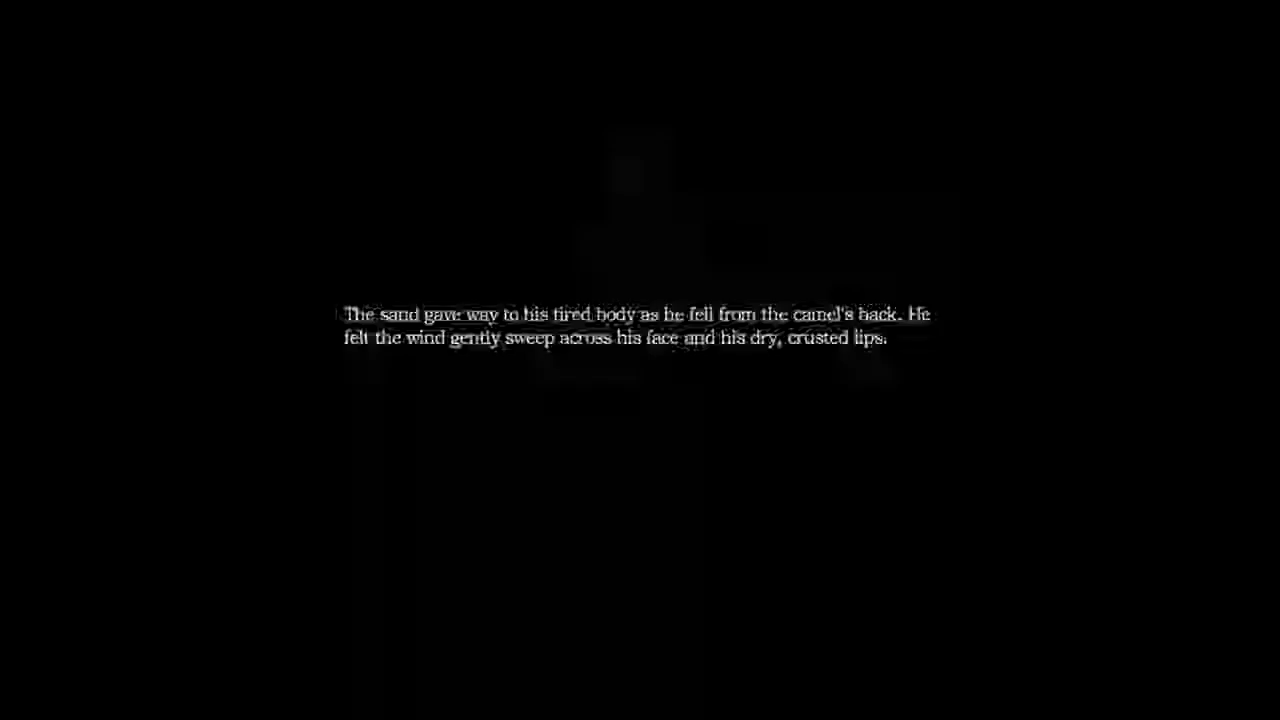 The sand gave way to his tired body as he fell from the camel's back. He
felt the wind gently sweep across his face and his dry, crusted lips.